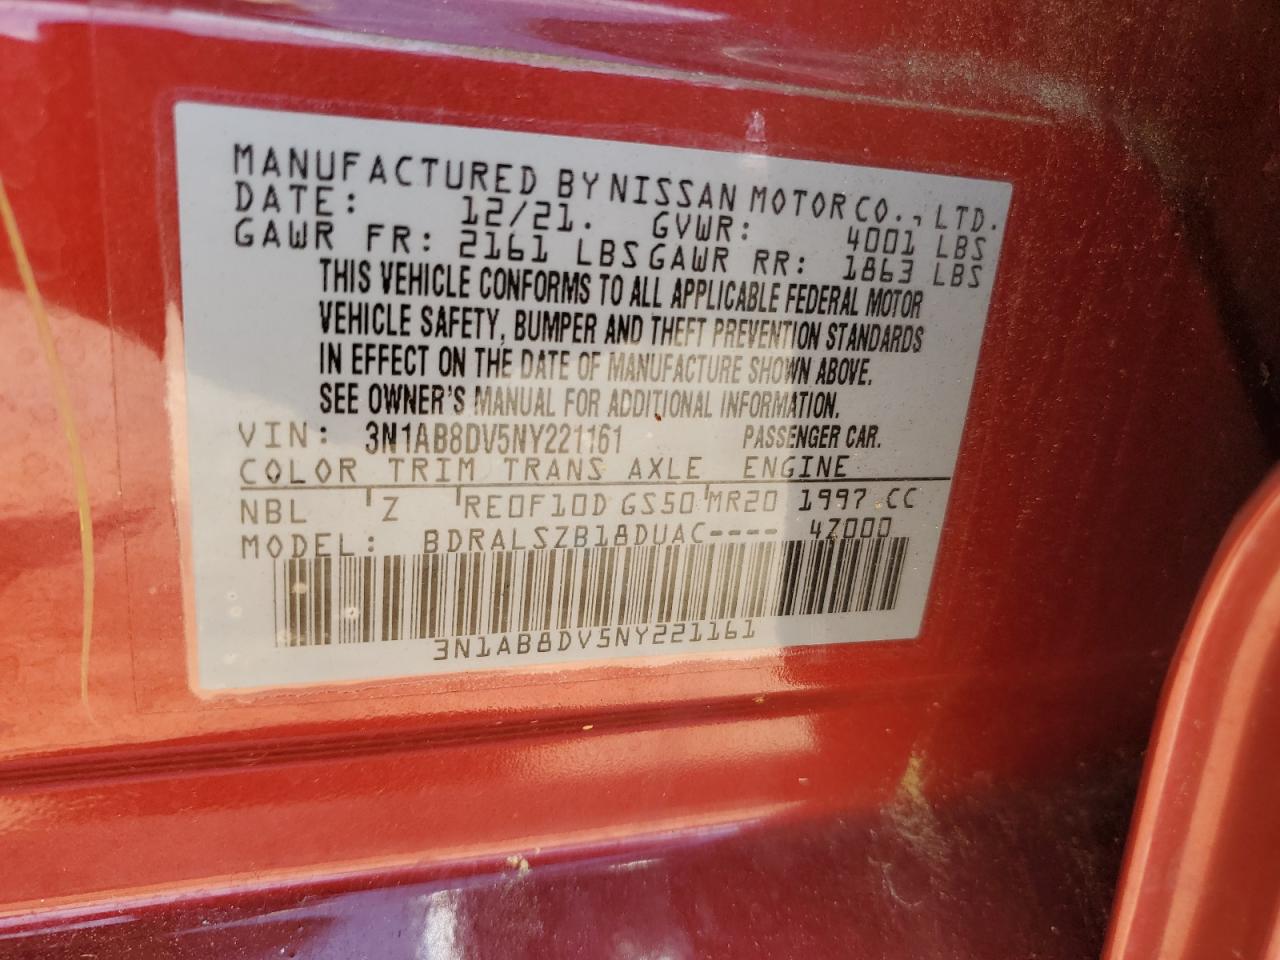 MANUFACTURED BY NISSAN MOTOR CO., LTD.
DATE: 12/21. GVWR: 4001 LBS
GAWR FR: 2161 LBS GAWR RR: 1863 LBS
THIS VEHICLE CONFORMS TO ALL APPLICABLE FEDERAL MOTOR
VEHICLE SAFETY, BUMPER AND THEFT PREVENTION STANDARDS
IN EFFECT ON THE DATE OF MANUFACTURE SHOWN ABOVE.
SEE OWNER'S MANUAL FOR ADDITIONAL INFORMATION.
VIN: 3N1AB8DV5NY221161 PASSENGER CAR.
COLOR TRIM TRANS AXLE ENGINE
NBL Z RE0F10D GS50 MR20 1997 CC
MODEL: BDRALSZB18DUAC---- 4Z000
3N1AB8DV5NY221161